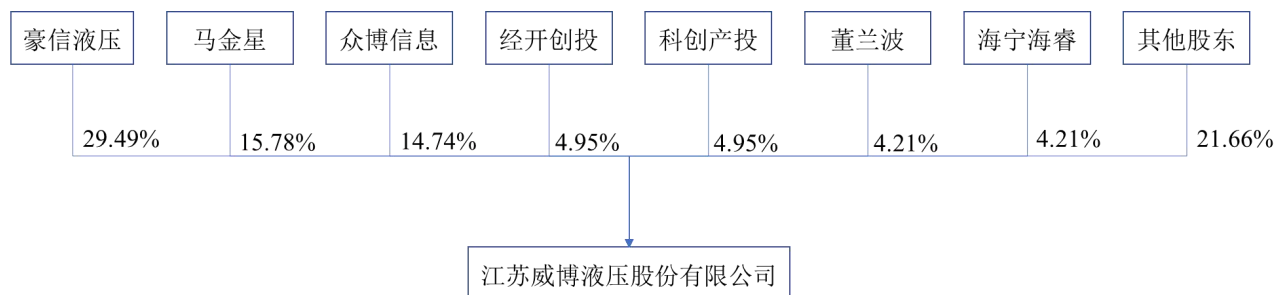 豪信液压
马金星
众博信息
经开创投
科创产投
董兰波
海宁海睿
其他股东
29.49%
15.78%
14.74%
4.95%
4.95%
4.21%
4.21%
21.66%
江苏威博液压股份有限公司